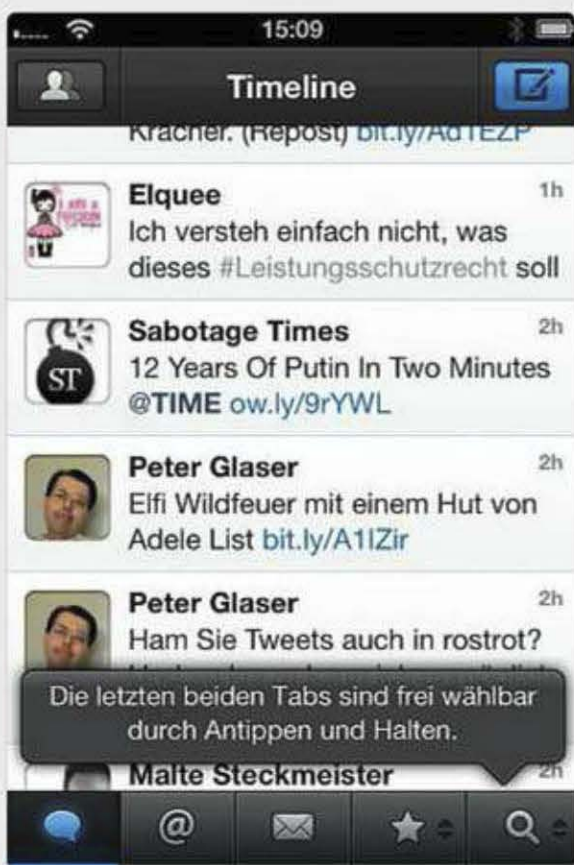 15:09
Timeline
Kracher. (Repost) bit.ly/Ad1EZP
Elquee 1h
Ich versteh einfach nicht, was
dieses #Leistungsschutzrecht soll
ST
Sabotage Times 2h
12 Years Of Putin In Two Minutes
@TIME ow.ly/9rYWL
Peter Glaser 2h
Elfi Wildfeuer mit einem Hut von
Adele List bit.ly/A1lZir
Peter Glaser 2h
Ham Sie Tweets auch in rostrot?
Die letzten beiden Tabs sind frei wählbar
durch Antippen und Halten.
Malte Steckmeister 2h
@